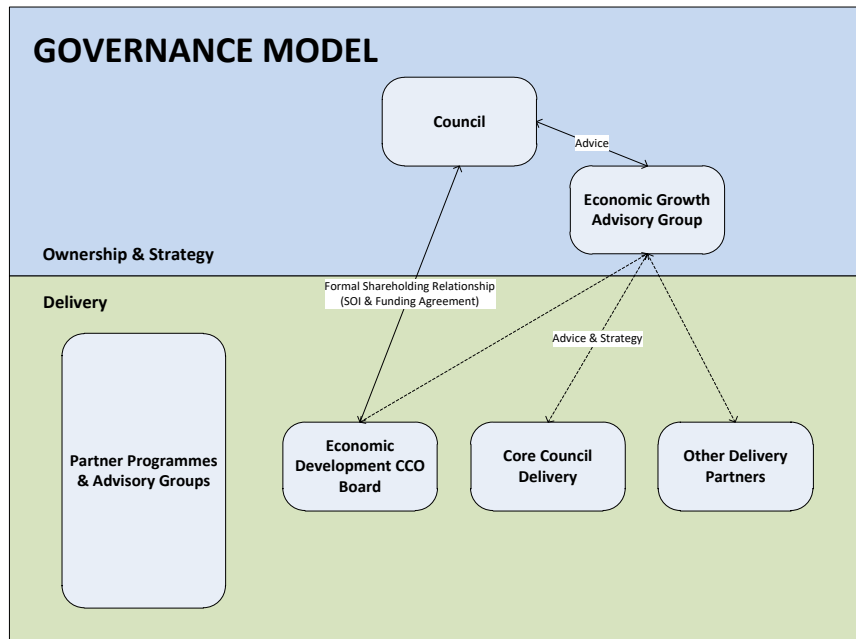 GOVERNANCE MODEL
Council
Advice
Economic Growth
Advisory Group
Ownership & Strategy
Formal Shareholding Relationship
(SOI & Funding Agreement)
Delivery
Advice & Strategy
Partner Programmes
& Advisory Groups
Economic
Development CCO
Board
Core Council
Delivery
Other Delivery
Partners